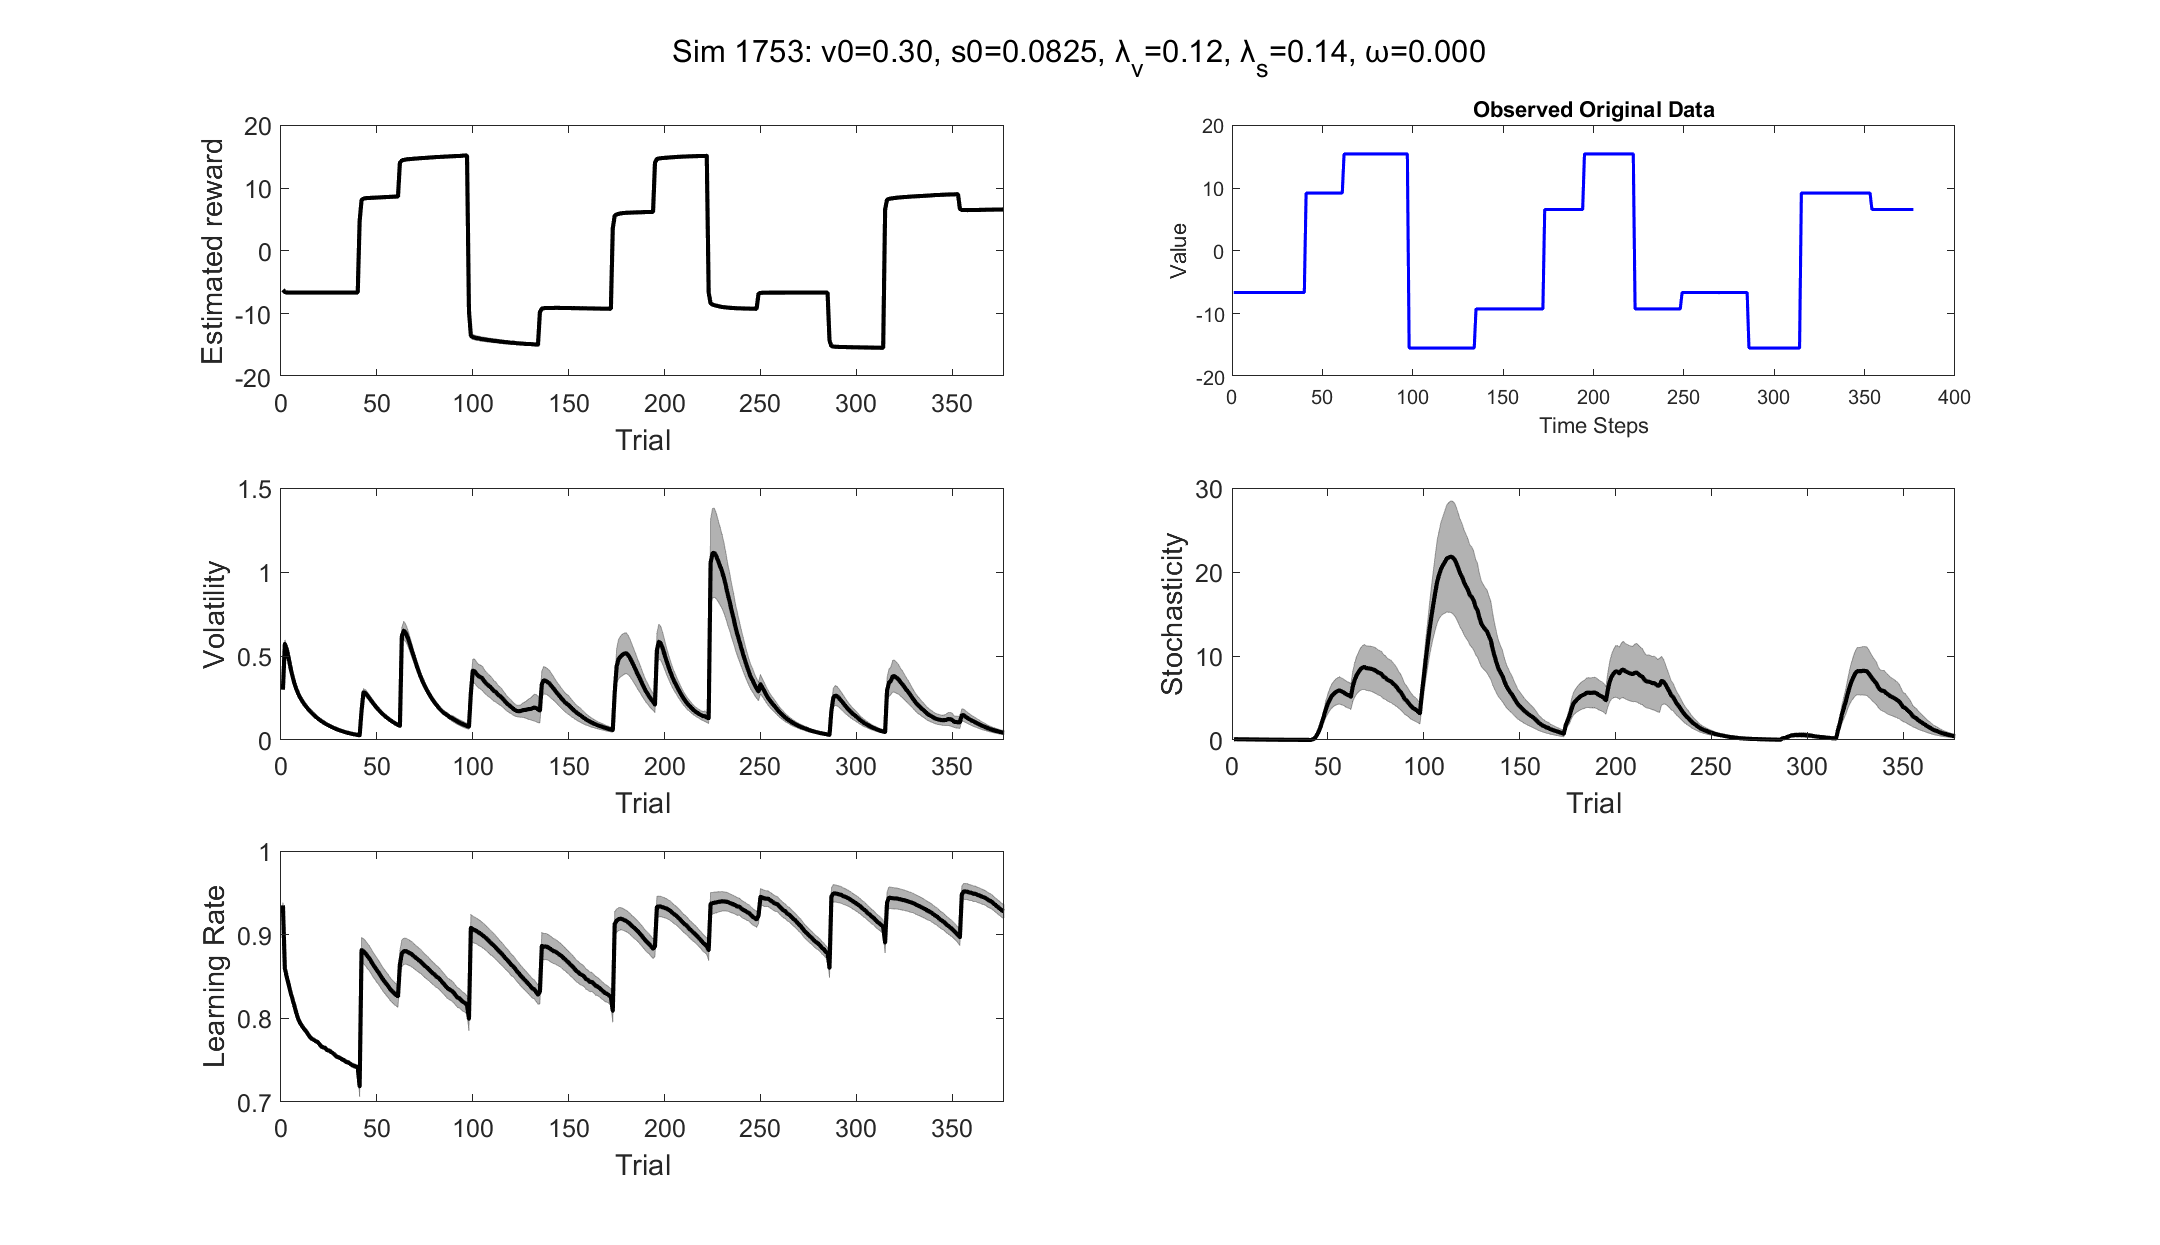 Sim 1753: v0=0.30, s0=0.0825, λv=0.12, λs=0.14, ω=0.000
20
10
0
-10
-20
Estimated reward
0 50 100 150 200 250 300 350
Trial
Observed Original Data
20
10
0
-10
-20
Value
0 50 100 150 200 250 300 350 400
Time Steps
1.5
1
0.5
0
Volatility
0 50 100 150 200 250 300 350
Trial
30
20
10
0
Stochasticity
0 50 100 150 200 250 300 350
Trial
1
0.9
0.8
0.7
Learning Rate
0 50 100 150 200 250 300 350
Trial